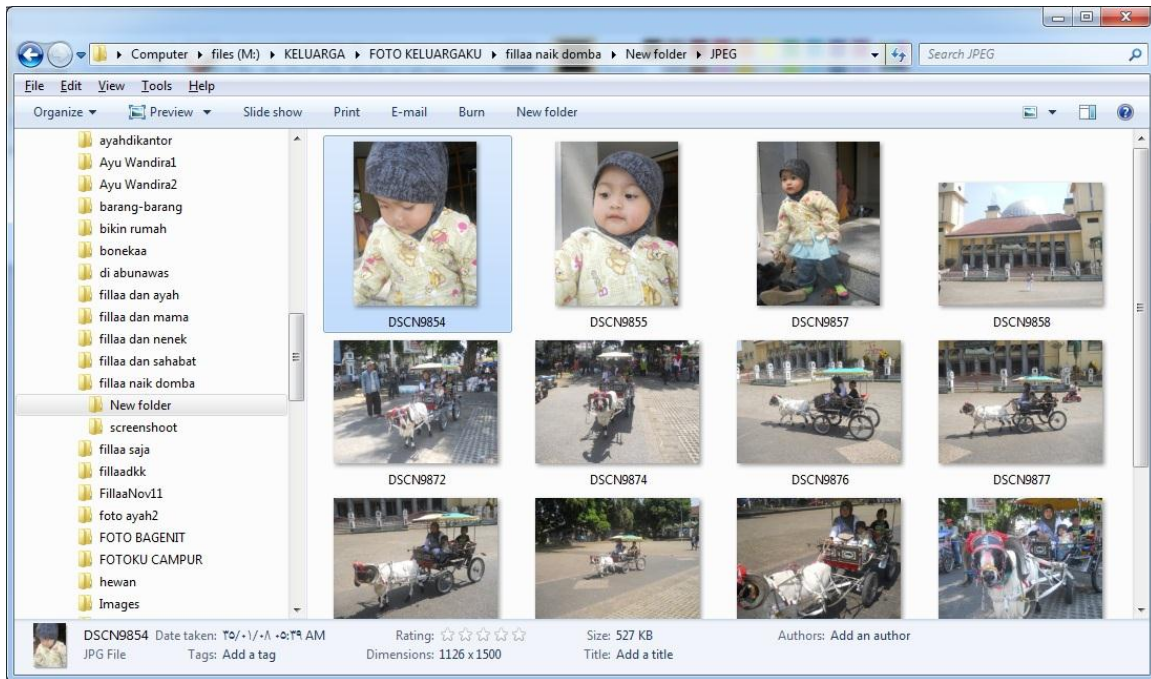 Computer ▸ files (M:) ▸ KELUARGA ▸ FOTO KELUARGAKU ▸ fillaa naik domba ▸ New folder ▸ JPEG
Search JPEG
File Edit View Tools Help
Organize Preview Slide show Print E-mail Burn New folder
ayahdikantor
Ayu Wandira1
Ayu Wandira2
barang-barang
bikin rumah
bonekaa
di abunawas
fillaa dan ayah
fillaa dan mama
fillaa dan nenek
fillaa dan sahabat
fillaa naik domba
New folder
screenshoot
fillaa saja
fillaadkk
FillaaNov11
foto ayah2
FOTO BAGENIT
FOTOKU CAMPUR
hewan
Images
DSCN9854 DSCN9855 DSCN9857 DSCN9858
DSCN9872 DSCN9874 DSCN9876 DSCN9877
DSCN9854 Date taken: ٣٥/٠١/٠٨ ٠٥:٣٩ AM Rating: Size: 527 KB Authors: Add an author
JPG File Tags: Add a tag Dimensions: 1126 x 1500 Title: Add a title